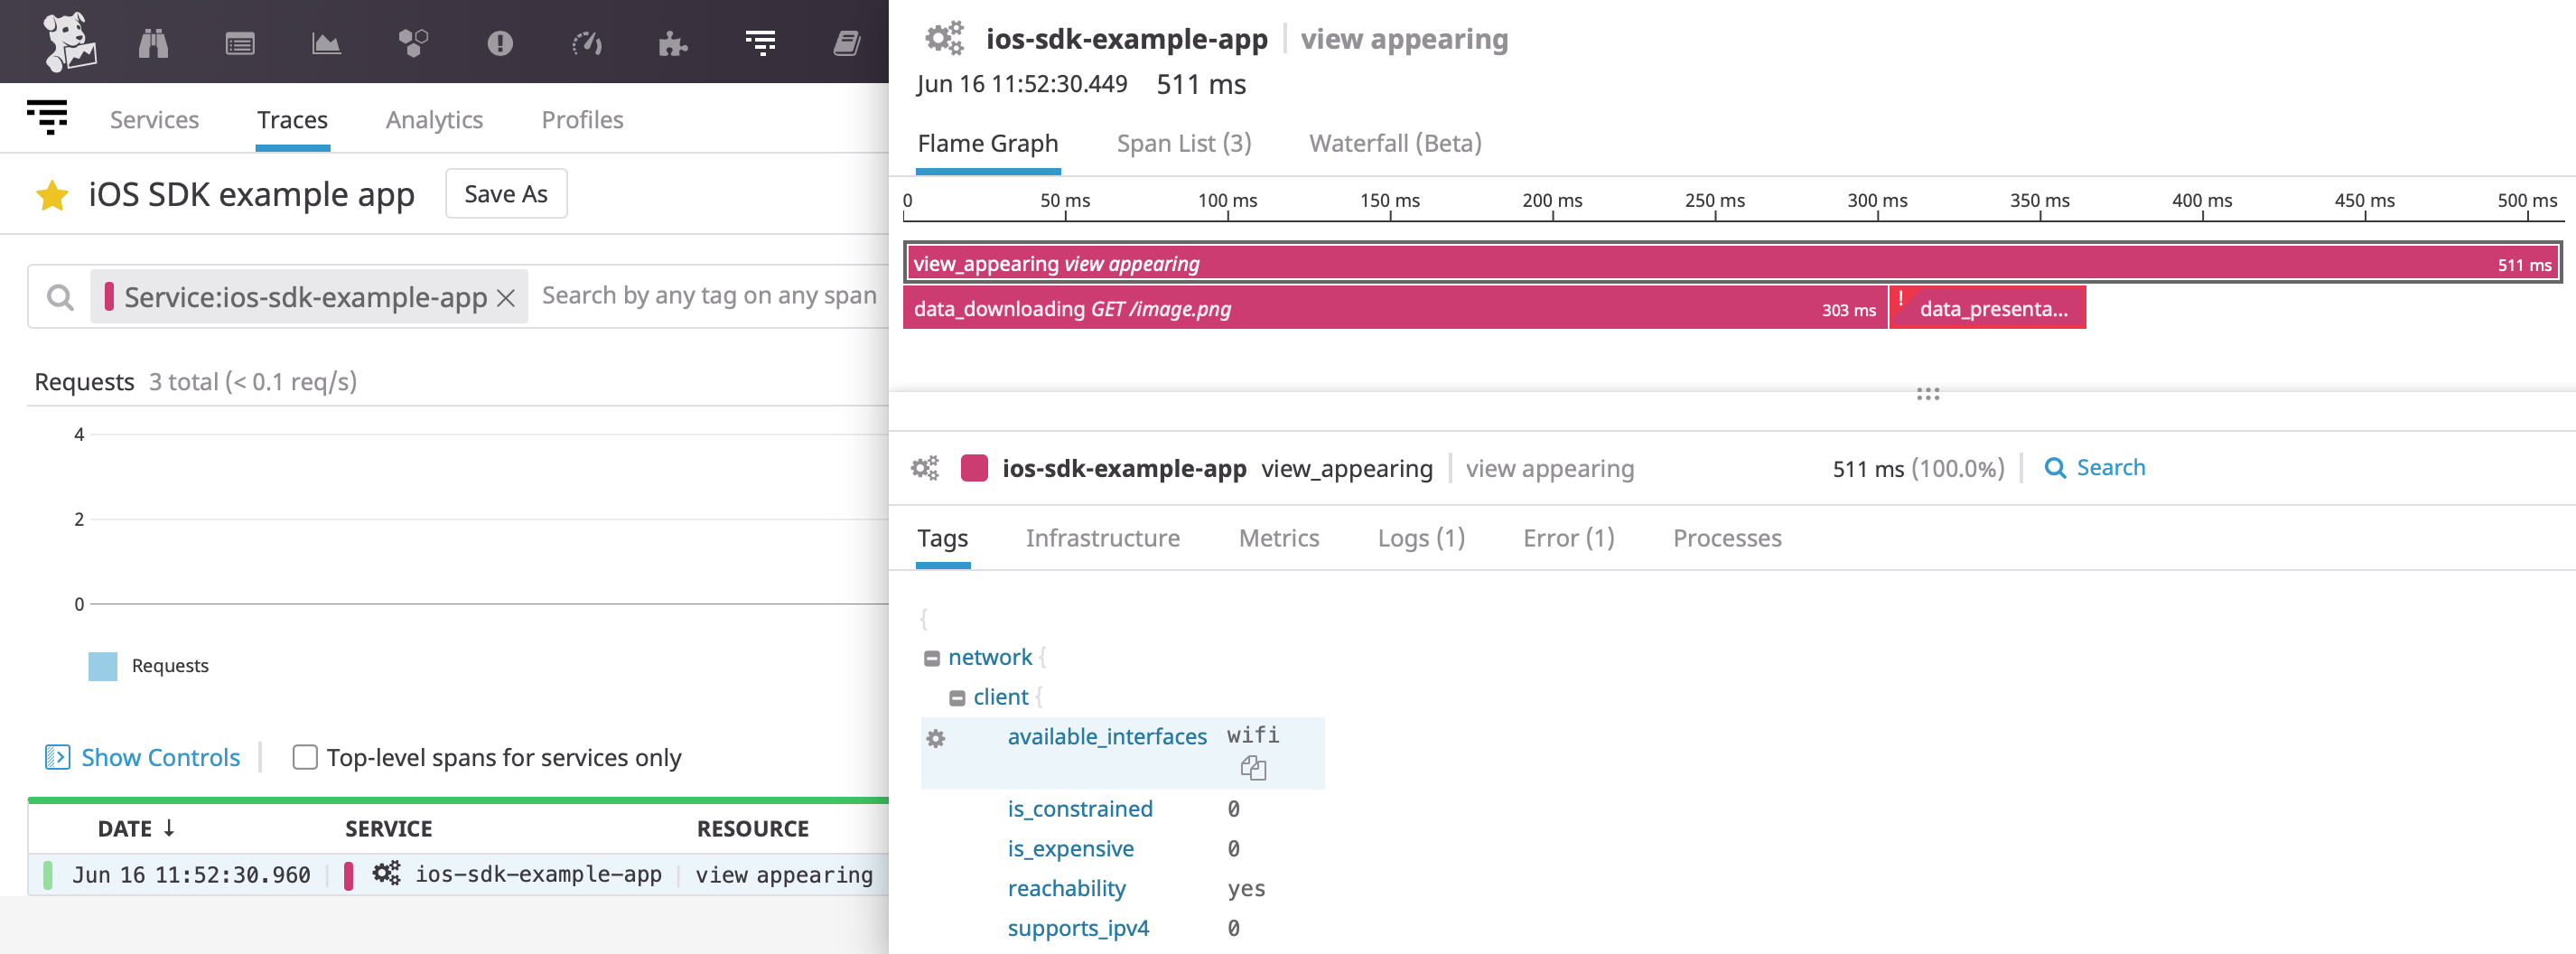 Services Traces Analytics Profiles
iOS SDK example app Save As
Service:ios-sdk-example-app Search by any tag on any span
Requests 3 total (< 0.1 req/s)
4
2
0
Requests
Show Controls Top-level spans for services only
DATE ↓ SERVICE RESOURCE
Jun 16 11:52:30.960 ios-sdk-example-app view appearing
ios-sdk-example-app view appearing
Jun 16 11:52:30.449 511 ms
Flame Graph Span List (3) Waterfall (Beta)
0 50 ms 100 ms 150 ms 200 ms 250 ms 300 ms 350 ms 400 ms 450 ms 500 ms
view_appearing view appearing 511 ms
data_downloading GET /image.png 303 ms ! data_presenta...
ios-sdk-example-app view_appearing view appearing 511 ms (100.0%) Search
Tags Infrastructure Metrics Logs (1) Error (1) Processes
{
network {
client {
available_interfaces wifi
is_constrained 0
is_expensive 0
reachability yes
supports_ipv4 0